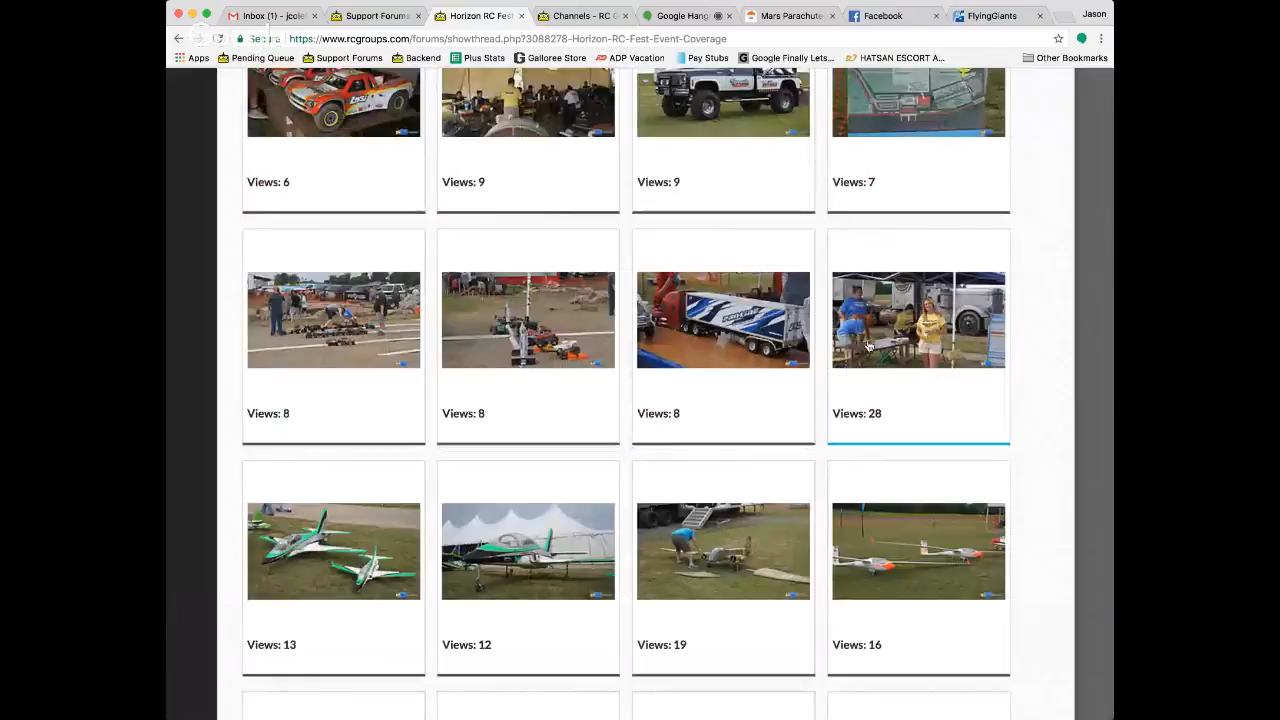 Inbox (1) - jcole
Support Forums
Horizon RC Fest
Channels - RC G
Google Hang
Mars Parachute
Facebook
FlyingGiants
Jason
Secure https://www.rcgroups.com/forums/showthread.php?3088278-Horizon-RC-Fest-Event-Coverage
Apps Pending Queue Support Forums Backend Plus Stats Galloree Store ADP Vacation Pay Stubs Google Finally Lets... HATSAN ESCORT A... Other Bookmarks
Views: 6 Views: 9 Views: 9 Views: 7
Views: 8 Views: 8 Views: 8 Views: 28
Views: 13 Views: 12 Views: 19 Views: 16